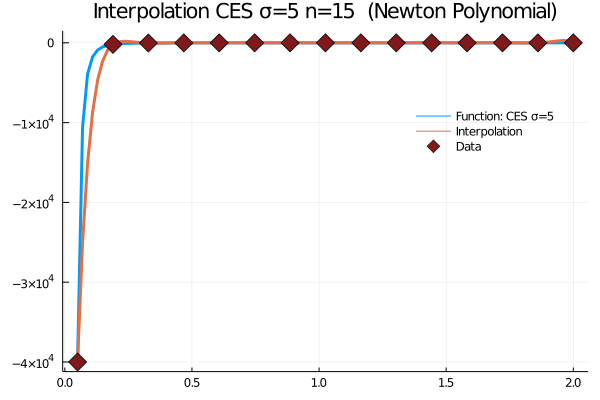 Interpolation CES σ=5 n=15  (Newton Polynomial)
0
−1×10⁴
−2×10⁴
−3×10⁴
−4×10⁴
Function: CES σ=5
Interpolation
Data
0.0 0.5 1.0 1.5 2.0